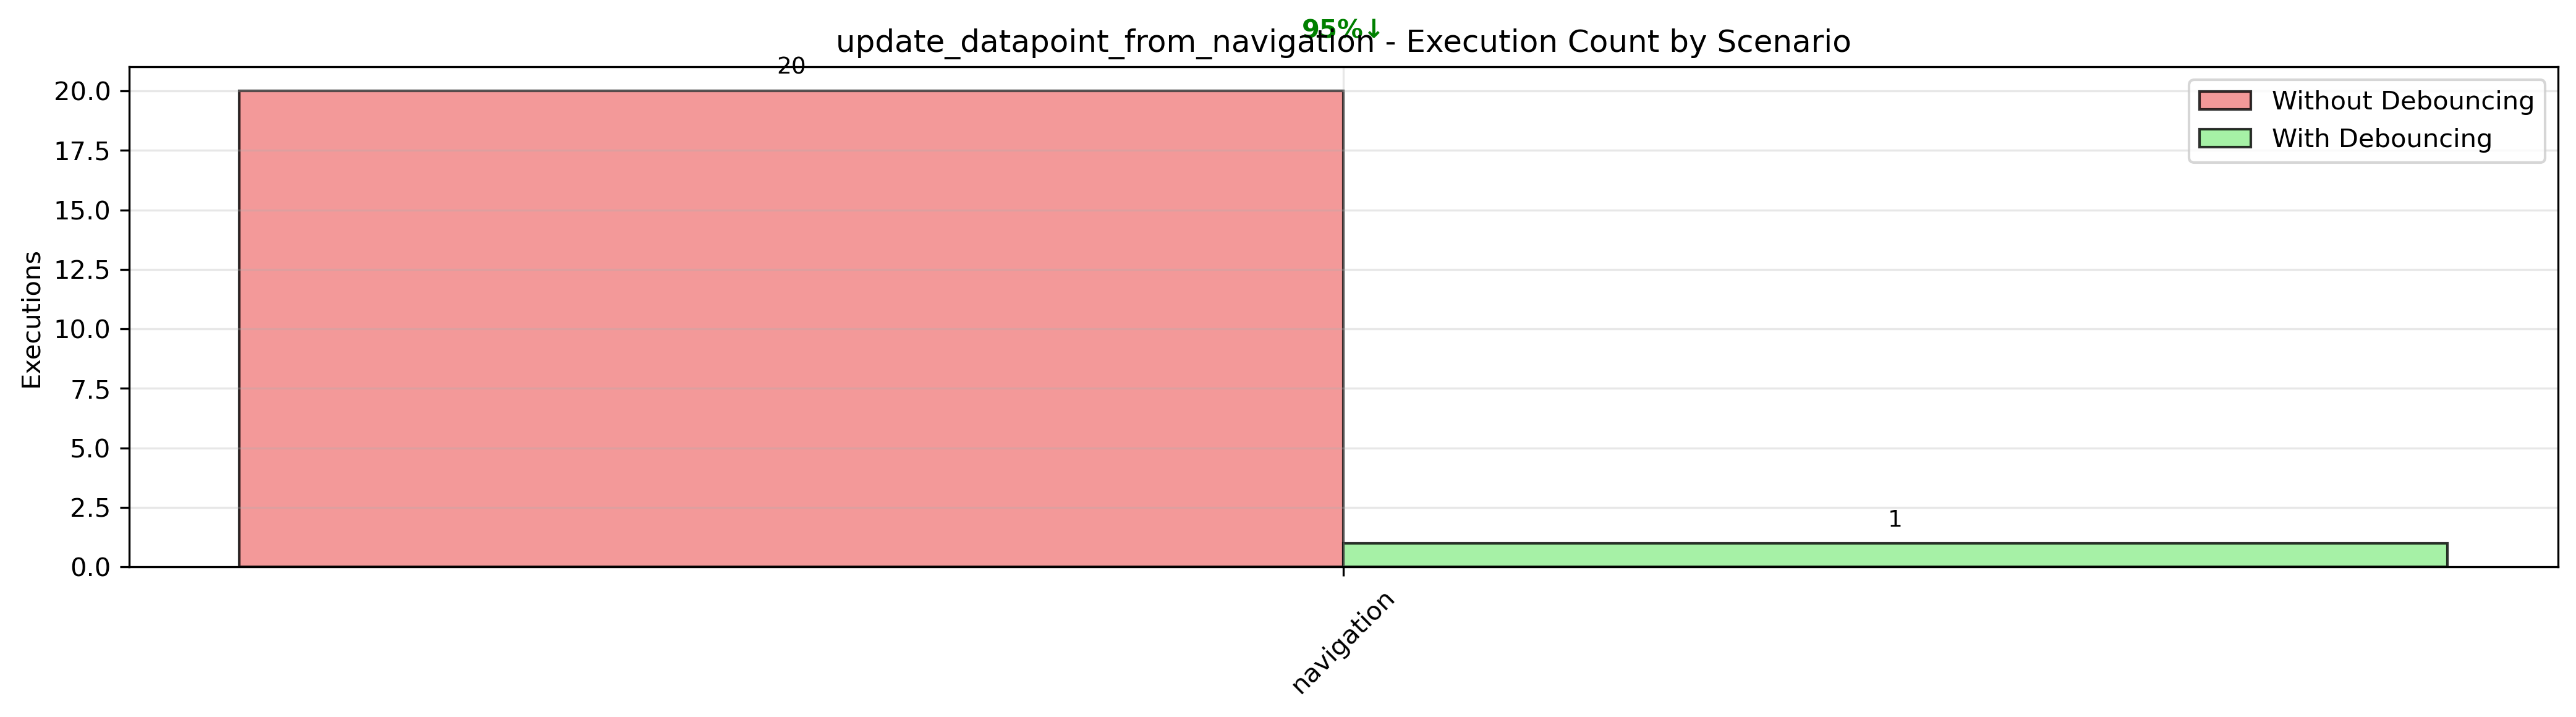 95%↓
update_datapoint_from_navigation - Execution Count by Scenario
20
Without Debouncing
With Debouncing
20.0
17.5
15.0
12.5
10.0
7.5
5.0
2.5
0.0
Executions
1
navigation